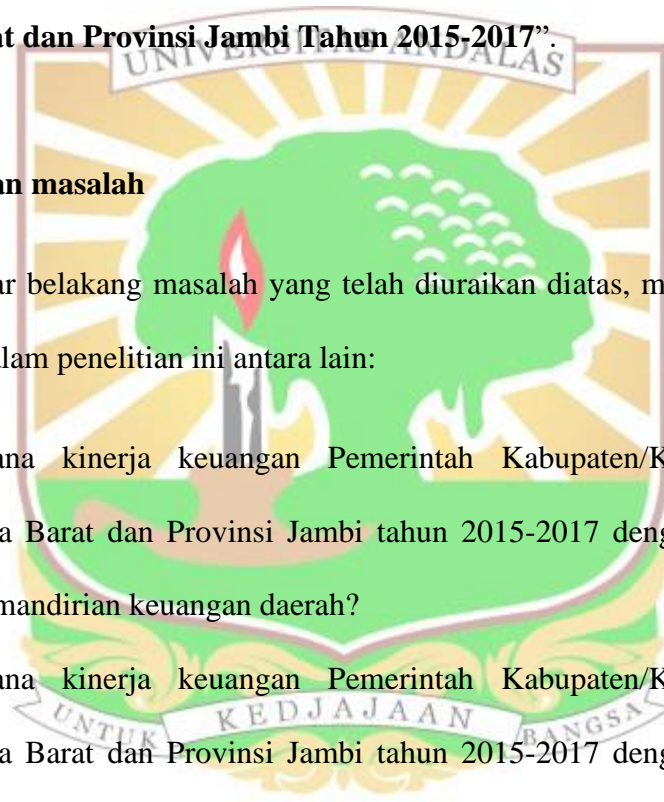 at dan Provinsi Jambi Tahun 2015-2017”.
UNIVERSITAS ANDALAS
an masalah
ar belakang masalah yang telah diuraikan diatas, m
alam penelitian ini antara lain:
ana kinerja keuangan Pemerintah Kabupaten/K
a Barat dan Provinsi Jambi tahun 2015-2017 deng
mandirian keuangan daerah?
ana kinerja keuangan Pemerintah Kabupaten/K
UNTUK KEDJAJAAN BANGSA
a Barat dan Provinsi Jambi tahun 2015-2017 deng